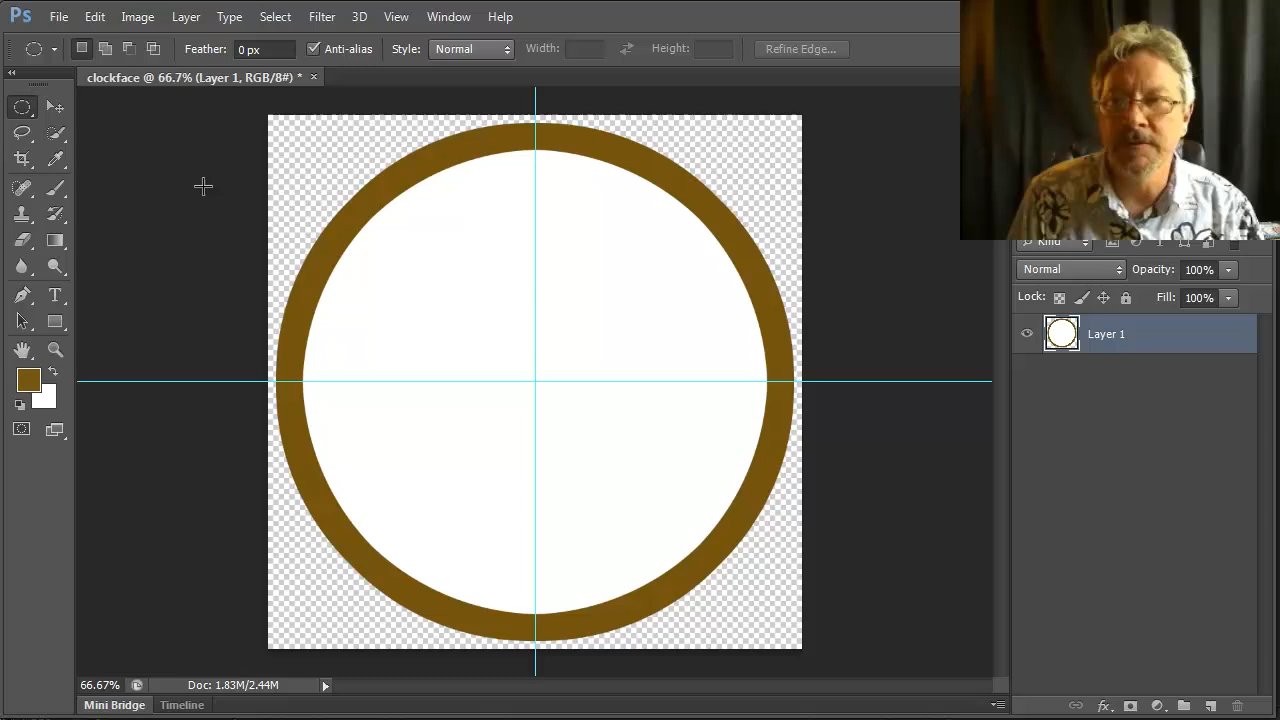 Ps File Edit Image Layer Type Select Filter 3D View Window Help
Feather: 0 px Anti-alias Style: Normal Width: Height: Refine Edge...
clockface @ 66.7% (Layer 1, RGB/8#) * ×
Kind
Normal Opacity: 100%
Lock: Fill: 100%
Layer 1
T
66.67% Doc: 1.83M/2.44M
Mini Bridge Timeline
fx